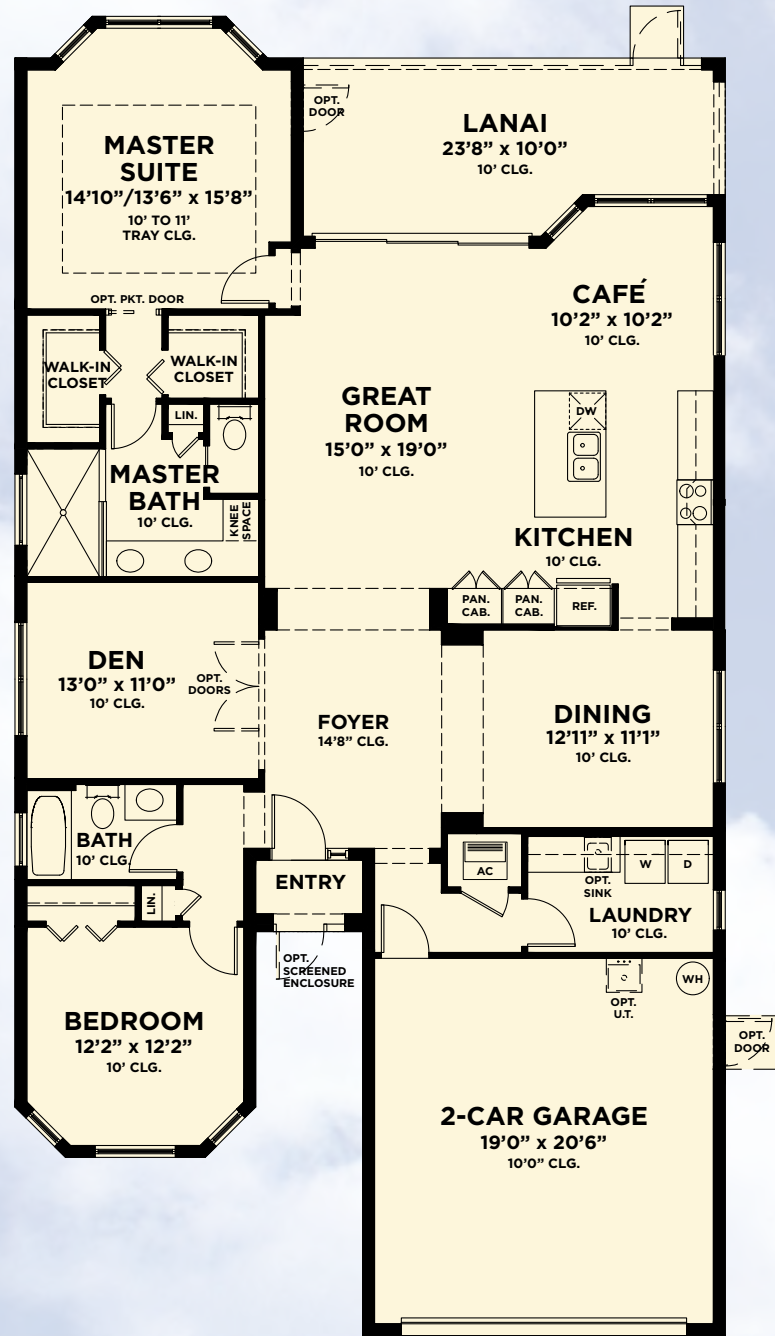 OPT.
DOOR
LANAI
23'8" x 10'0"
10' CLG.
MASTER
SUITE
14'10"/13'6" x 15'8"
10' TO 11'
TRAY CLG.
OPT. PKT. DOOR
CAFÉ
10'2" x 10'2"
10' CLG.
WALK-IN
CLOSET
WALK-IN
CLOSET
LIN.
GREAT
ROOM
15'0" x 19'0"
10' CLG.
DW
MASTER
BATH
10' CLG.
KNEE
SPACE
KITCHEN
10' CLG.
PAN.
CAB.
PAN.
CAB.
REF.
DEN
13'0" x 11'0"
10' CLG.
OPT.
DOORS
FOYER
14'8" CLG.
DINING
12'11" x 11'1"
10' CLG.
BATH
10' CLG.
LIN.
ENTRY
AC
OPT.
SINK
W
D
LAUNDRY
10' CLG.
OPT.
SCREENED
ENCLOSURE
OPT.
U.T.
WH
OPT.
DOOR
BEDROOM
12'2" x 12'2"
10' CLG.
2-CAR GARAGE
19'0" x 20'6"
10'0" CLG.